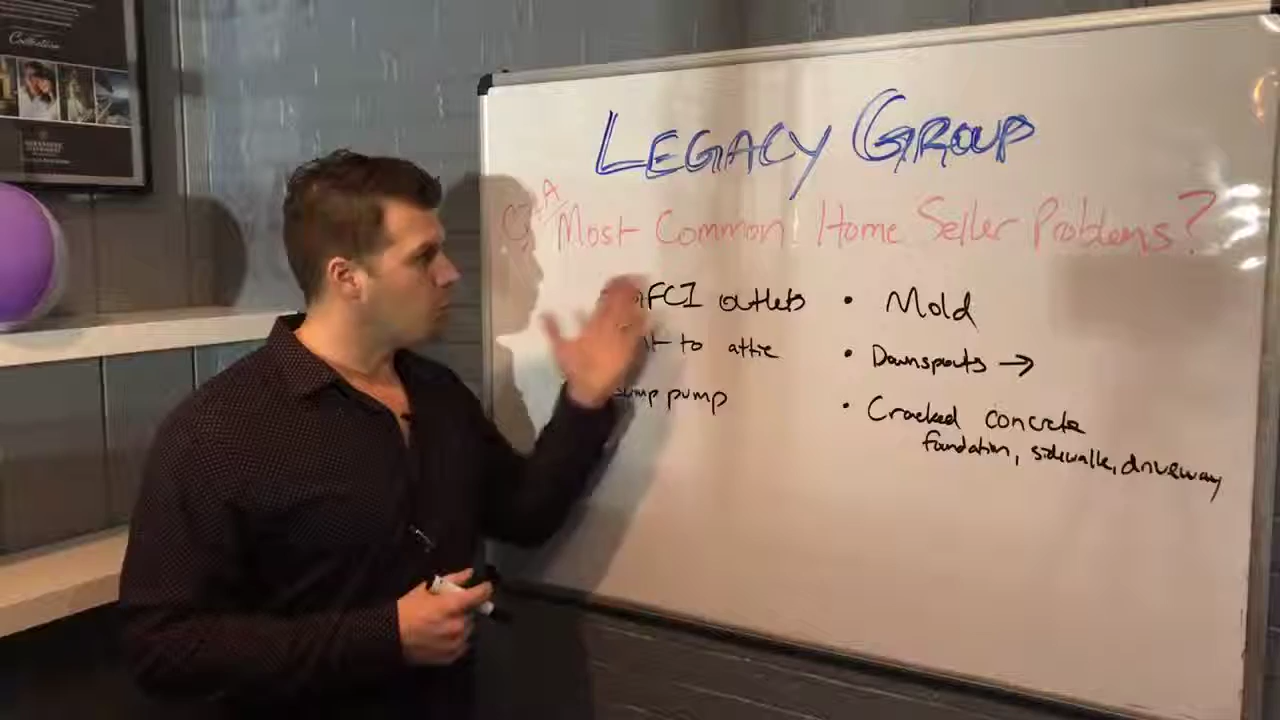 Collection
LEGACY GROUP
Q & A / Most Common Home Seller Problems?
GFCI outlets
to attic
sump pump
• Mold
• Downspouts →
• Cracked concrete
foundation, sidewalk, driveway